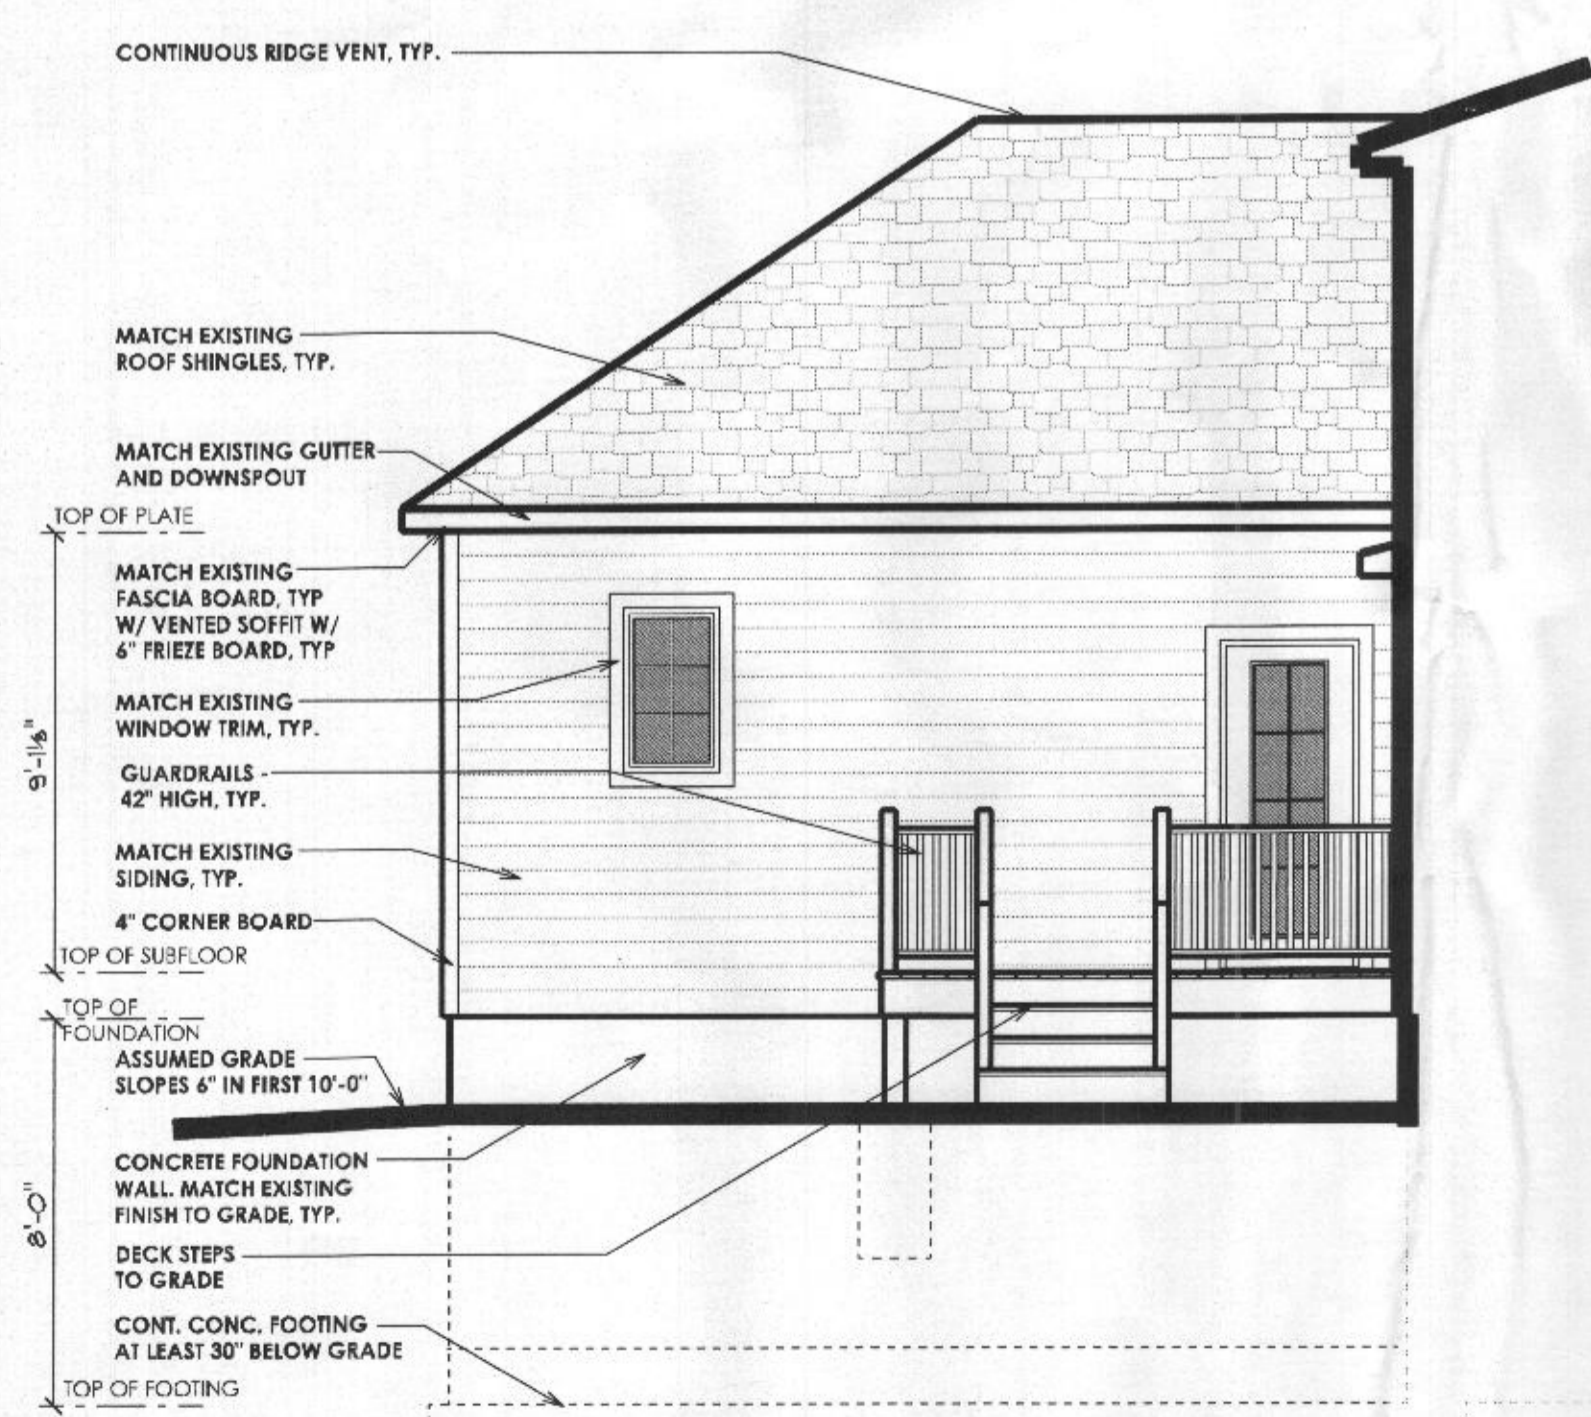 CONTINUOUS RIDGE VENT, TYP.
MATCH EXISTING
ROOF SHINGLES, TYP.
MATCH EXISTING GUTTER
AND DOWNSPOUT
TOP OF PLATE
MATCH EXISTING
FASCIA BOARD, TYP
W/ VENTED SOFFIT W/
6" FRIEZE BOARD, TYP
MATCH EXISTING
WINDOW TRIM, TYP.
9'-1⅛"
GUARDRAILS -
42" HIGH, TYP.
MATCH EXISTING
SIDING, TYP.
4" CORNER BOARD
TOP OF SUBFLOOR
TOP OF
FOUNDATION
ASSUMED GRADE
SLOPES 6" IN FIRST 10'-0"
CONCRETE FOUNDATION
WALL. MATCH EXISTING
FINISH TO GRADE, TYP.
8'-0"
DECK STEPS
TO GRADE
CONT. CONC. FOOTING
AT LEAST 30" BELOW GRADE
TOP OF FOOTING